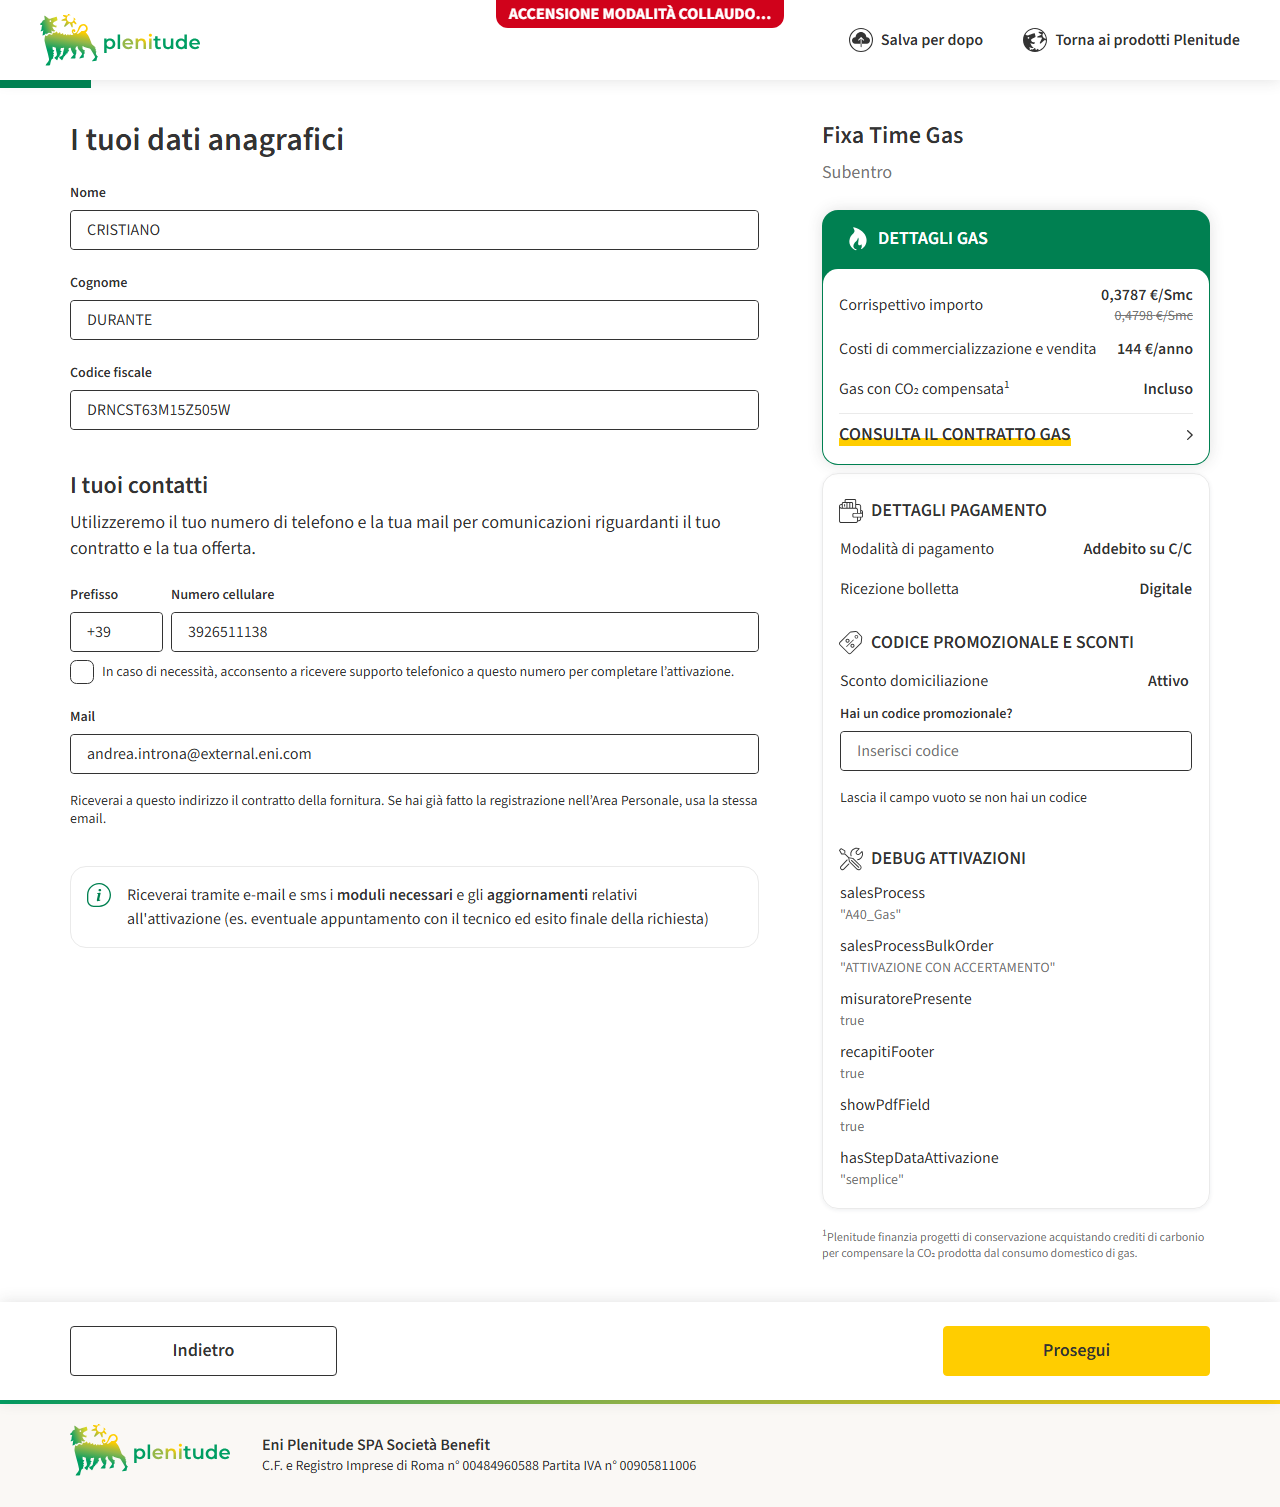 plenitude
ACCENSIONE MODALITÀ COLLAUDO...
Salva per dopo
Torna ai prodotti Plenitude
I tuoi dati anagrafici
Nome
CRISTIANO
Cognome
DURANTE
Codice fiscale
DRNCST63M15Z505W
I tuoi contatti
Utilizzeremo il tuo numero di telefono e la tua mail per comunicazioni riguardanti il tuo
contratto e la tua offerta.
Prefisso
Numero cellulare
+39
3926511138
In caso di necessità, acconsento a ricevere supporto telefonico a questo numero per completare l’attivazione.
Mail
andrea.introna@external.eni.com
Riceverai a questo indirizzo il contratto della fornitura. Se hai già fatto la registrazione nell’Area Personale, usa la stessa
email.
i
Riceverai tramite e-mail e sms i moduli necessari e gli aggiornamenti relativi
all'attivazione (es. eventuale appuntamento con il tecnico ed esito finale della richiesta)
Fixa Time Gas
Subentro
DETTAGLI GAS
Corrispettivo importo
0,3787 €/Smc
0,4798 €/Smc
Costi di commercializzazione e vendita 144 €/anno
Gas con CO₂ compensata¹ Incluso
CONSULTA IL CONTRATTO GAS
DETTAGLI PAGAMENTO
Modalità di pagamento Addebito su C/C
Ricezione bolletta Digitale
CODICE PROMOZIONALE E SCONTI
Sconto domiciliazione Attivo
Hai un codice promozionale?
Inserisci codice
Lascia il campo vuoto se non hai un codice
DEBUG ATTIVAZIONI
salesProcess
"A40_Gas"
salesProcessBulkOrder
"ATTIVAZIONE CON ACCERTAMENTO"
misuratorePresente
true
recapitiFooter
true
showPdfField
true
hasStepDataAttivazione
"semplice"
¹Plenitude finanzia progetti di conservazione acquistando crediti di carbonio
per compensare la CO₂ prodotta dal consumo domestico di gas.
Indietro
Prosegui
plenitude
Eni Plenitude SPA Società Benefit
C.F. e Registro Imprese di Roma n° 00484960588 Partita IVA n° 00905811006